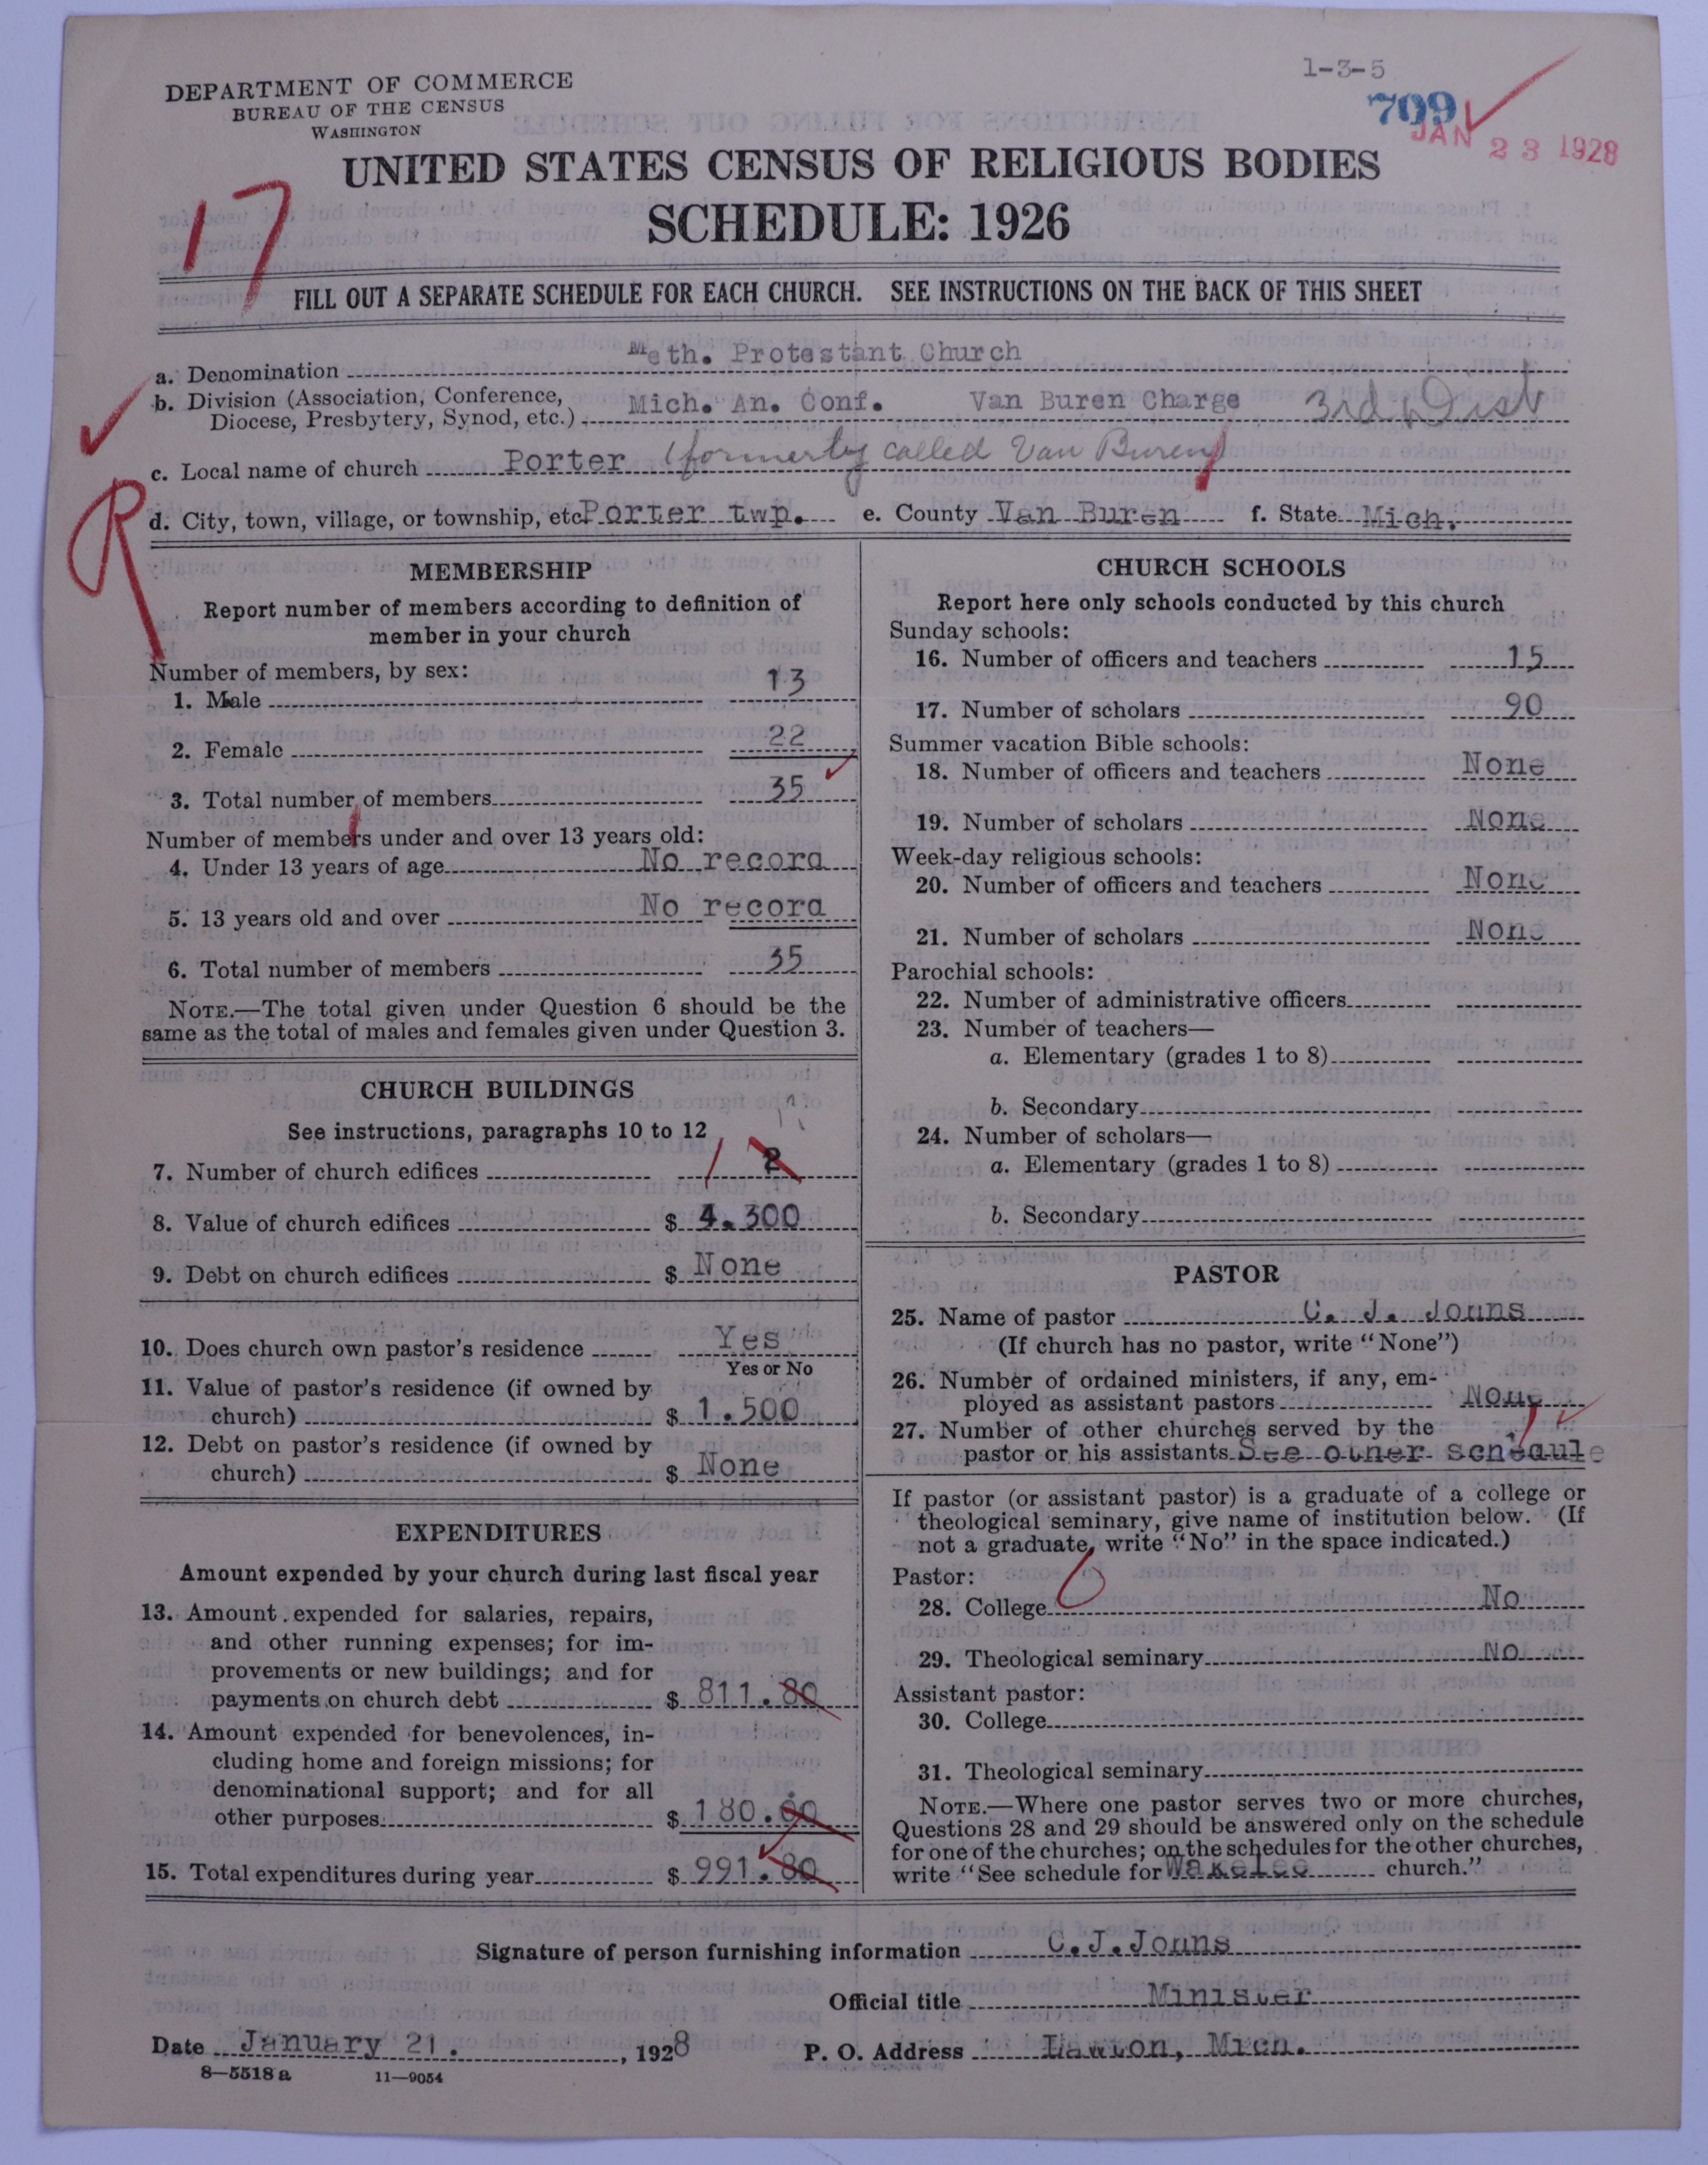 1-3-5
DEPARTMENT OF COMMERCE
BUREAU OF THE CENSUS
WASHINGTON
709
JAN 23 1928
UNITED STATES CENSUS OF RELIGIOUS BODIES
SCHEDULE: 1926
17
FILL OUT A SEPARATE SCHEDULE FOR EACH CHURCH. SEE INSTRUCTIONS ON THE BACK OF THIS SHEET
a. Denomination Meth. Protestant Church
b. Division (Association, Conference,
Diocese, Presbytery, Synod, etc.) Mich. An. Conf. Van Buren Charge 3rd Dist
c. Local name of church Porter (formerly called Van Buren)
R
d. City, town, village, or township, etc Porter twp. e. County Van Buren f. State Mich.
MEMBERSHIP
Report number of members according to definition of
member in your church
Number of members, by sex:
1. Male 13
2. Female 22
3. Total number of members 35
Number of members under and over 13 years old:
4. Under 13 years of age No record
5. 13 years old and over No record
6. Total number of members 35
NOTE.—The total given under Question 6 should be the
same as the total of males and females given under Question 3.
CHURCH BUILDINGS
See instructions, paragraphs 10 to 12
7. Number of church edifices 1 2
8. Value of church edifices $ 4.300
9. Debt on church edifices $ None
10. Does church own pastor's residence Yes
Yes or No
11. Value of pastor's residence (if owned by
church) $ 1.500
12. Debt on pastor's residence (if owned by
church) $ None
EXPENDITURES
Amount expended by your church during last fiscal year
13. Amount expended for salaries, repairs,
and other running expenses; for im-
provements or new buildings; and for
payments on church debt $ 811.80
14. Amount expended for benevolences, in-
cluding home and foreign missions; for
denominational support; and for all
other purposes $ 180.00
15. Total expenditures during year $ 991.80
CHURCH SCHOOLS
Report here only schools conducted by this church
Sunday schools:
16. Number of officers and teachers 15
17. Number of scholars 90
Summer vacation Bible schools:
18. Number of officers and teachers None
19. Number of scholars None
Week-day religious schools:
20. Number of officers and teachers None
21. Number of scholars None
Parochial schools:
22. Number of administrative officers
23. Number of teachers—
a. Elementary (grades 1 to 8)
b. Secondary
24. Number of scholars—
a. Elementary (grades 1 to 8)
b. Secondary
PASTOR
25. Name of pastor C. J. Johns
(If church has no pastor, write "None")
26. Number of ordained ministers, if any, em-
ployed as assistant pastors None
27. Number of other churches served by the
pastor or his assistants See other schedule
If pastor (or assistant pastor) is a graduate of a college or
theological seminary, give name of institution below. (If
not a graduate, write "No" in the space indicated.)
Pastor:
28. College No
29. Theological seminary No
Assistant pastor:
30. College
31. Theological seminary
NOTE.—Where one pastor serves two or more churches,
Questions 28 and 29 should be answered only on the schedule
for one of the churches; on the schedules for the other churches,
write "See schedule for Wakelee church."
Signature of person furnishing information C.J.Johns
Official title Minister
Date January 21. , 1928 P. O. Address Lawton, Mich.
8—5518 a 11—9054